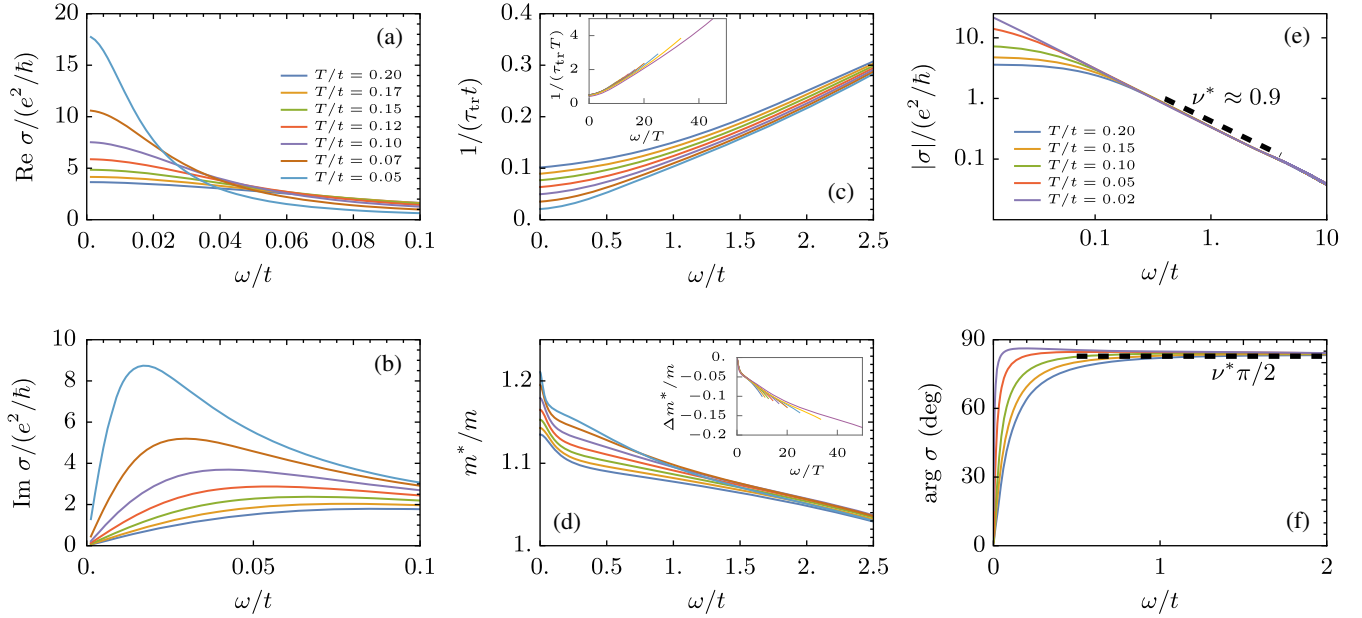 (a)
Re σ/(e²/ℏ)
20
15
10
5
0
T/t = 0.20
T/t = 0.17
T/t = 0.15
T/t = 0.12
T/t = 0.10
T/t = 0.07
T/t = 0.05
0. 0.02 0.04 0.06 0.08 0.1
ω/t
(c)
1/(τ_tr t)
0.4
0.3
0.2
0.1
0.
1/(τ_tr T)
4
2
0
0 20 40
ω/T
0. 0.5 1.0 1.5 2. 2.5
ω/t
(e)
|σ|/(e²/ℏ)
10.
1.
0.1
ν* ≈ 0.9
T/t = 0.20
T/t = 0.15
T/t = 0.10
T/t = 0.05
T/t = 0.02
0.1 1. 10
ω/t
(b)
Im σ/(e²/ℏ)
10
8
6
4
2
0
0. 0.05 0.1
ω/t
(d)
m*/m
1.2
1.1
1.
Δm*/m
0.
−0.05
−0.1
−0.15
−0.2
0 20 40
ω/T
0. 0.5 1.0 1.5 2. 2.5
ω/t
(f)
arg σ (deg)
90
60
30
0
ν*π/2
0 1 2
ω/t